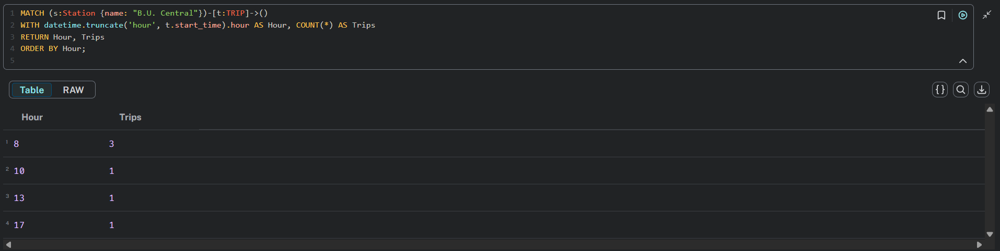 1 MATCH (s:Station {name: "B.U. Central"})-[t:TRIP]->()
2 WITH datetime.truncate('hour', t.start_time).hour AS Hour, COUNT(*) AS Trips
3 RETURN Hour, Trips
4 ORDER BY Hour;
5
Table RAW
{}
Hour Trips
1 8 3
2 10 1
3 13 1
4 17 1